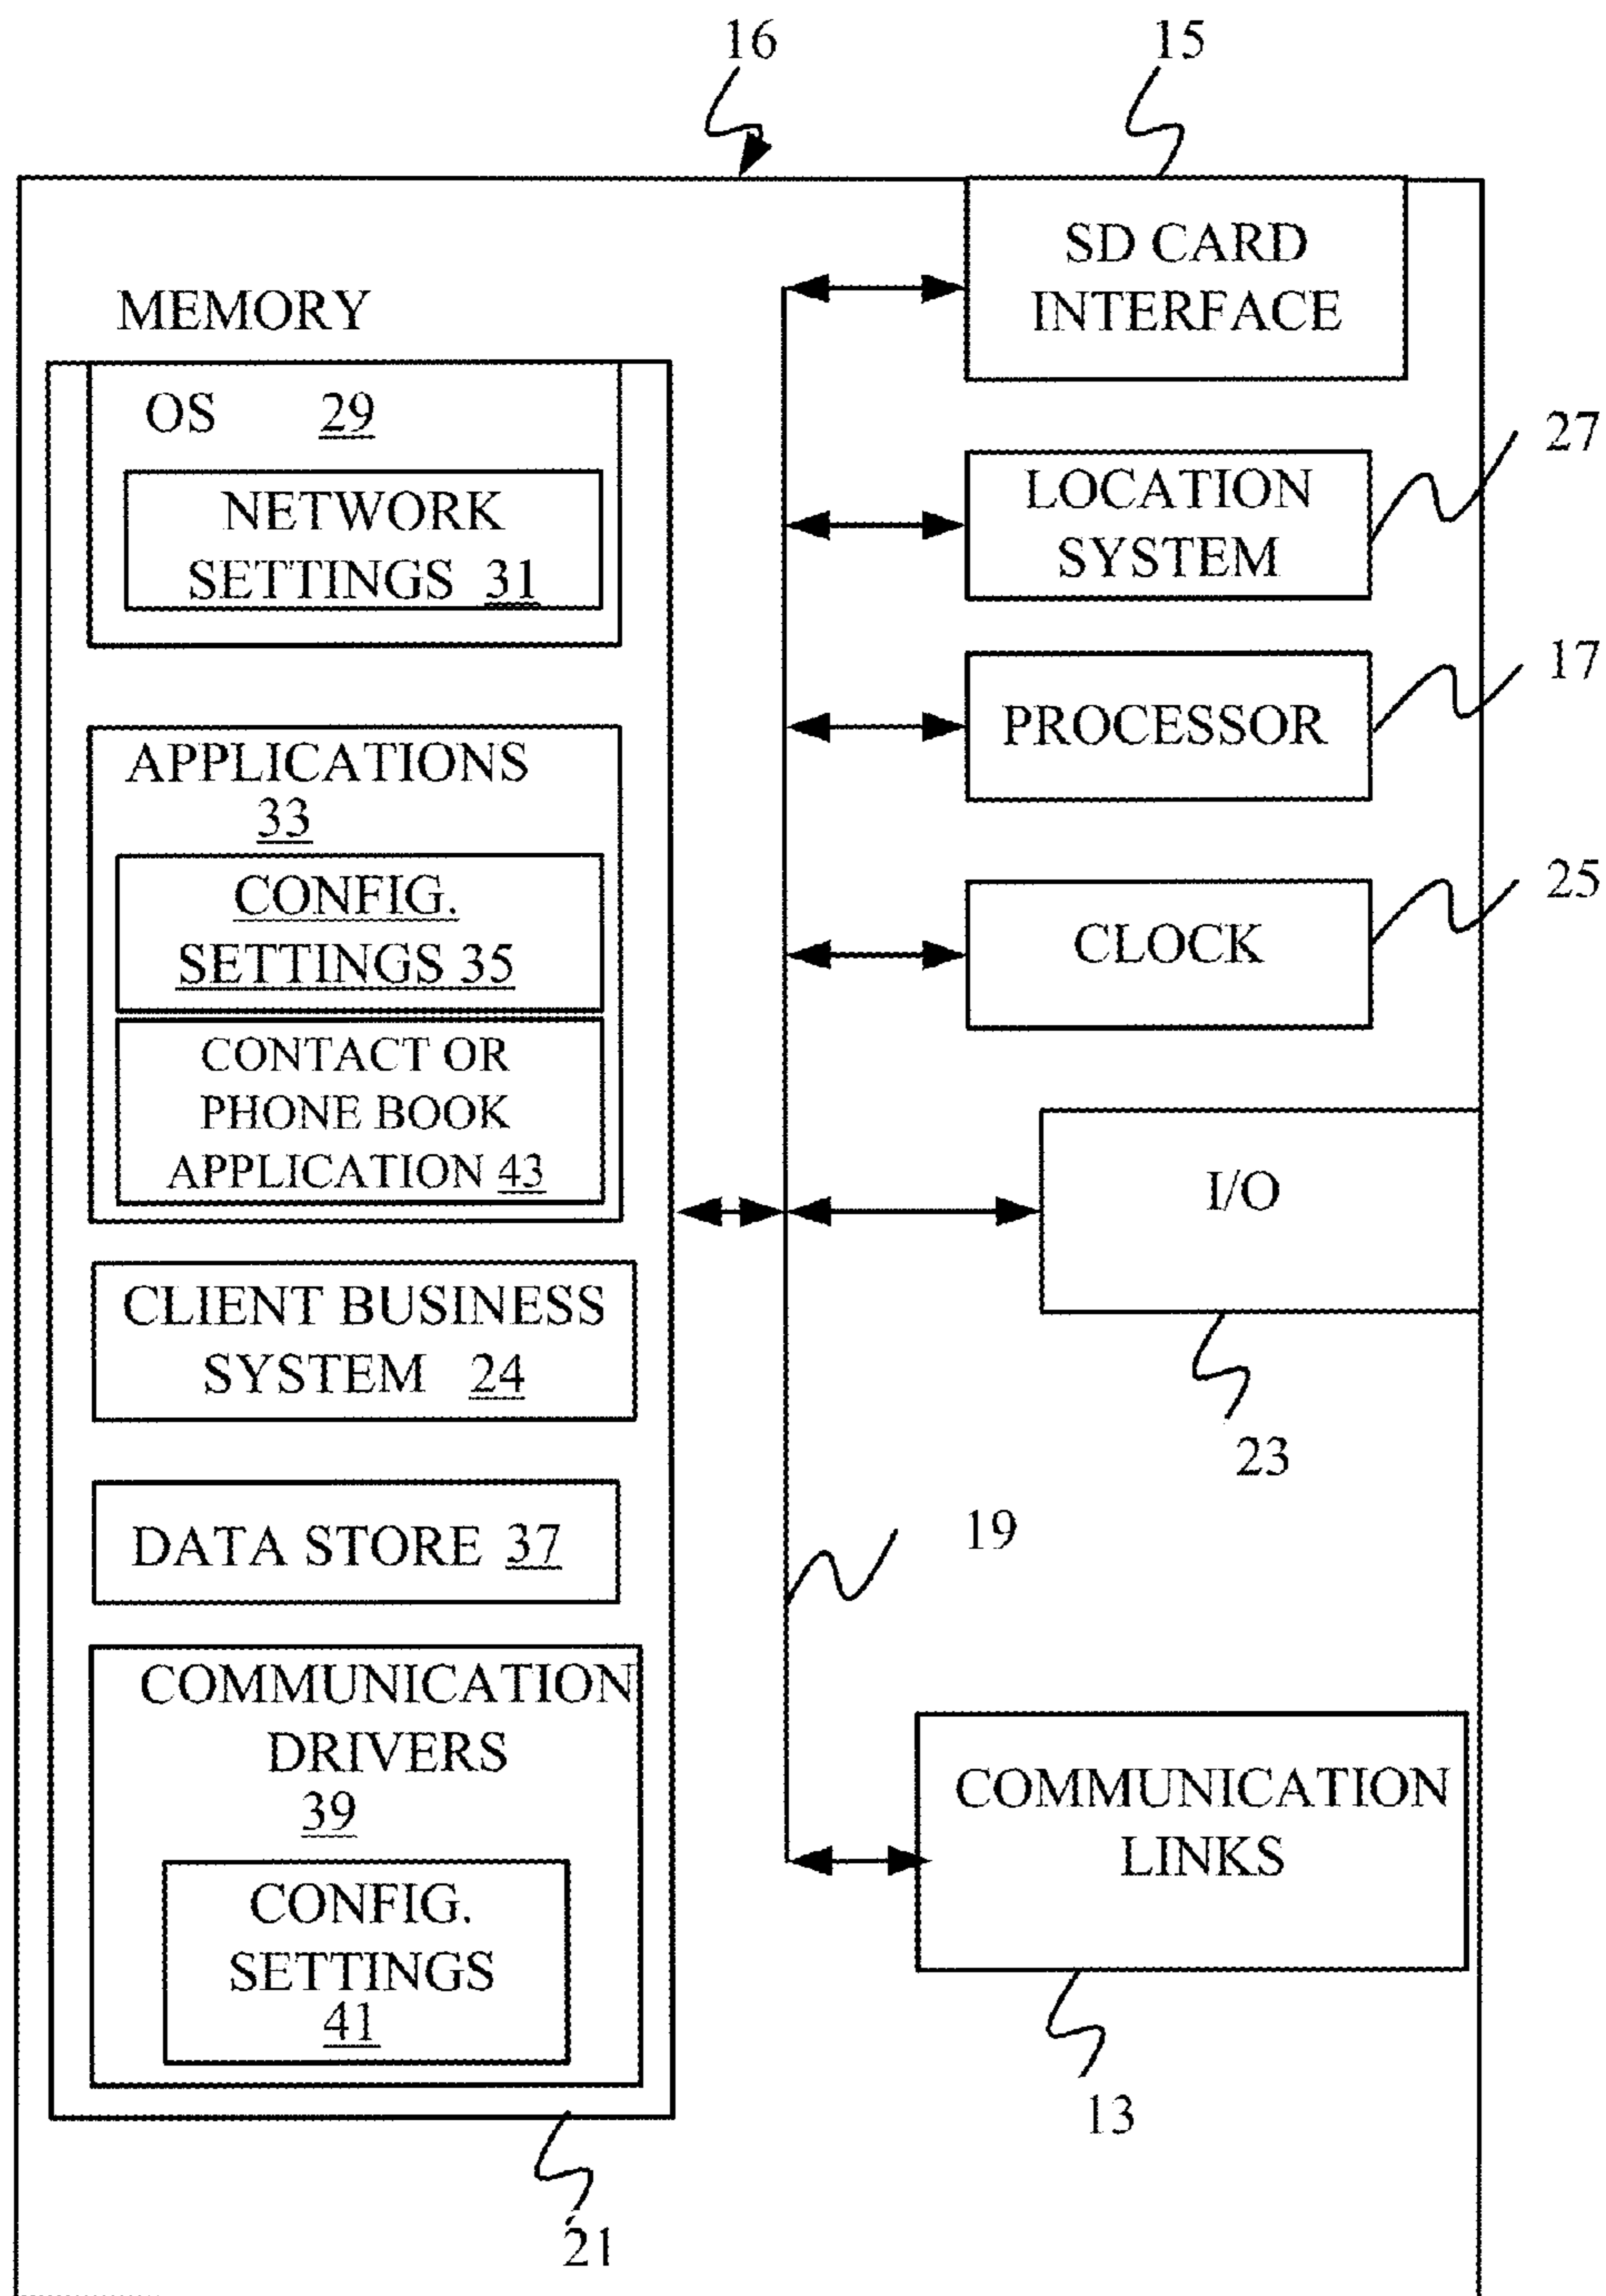 16
15
SD CARD
INTERFACE
MEMORY
OS 29
NETWORK
SETTINGS 31
APPLICATIONS
33
CONFIG.
SETTINGS 35
CONTACT OR
PHONE BOOK
APPLICATION 43
CLIENT BUSINESS
SYSTEM 24
DATA STORE 37
COMMUNICATION
DRIVERS
39
CONFIG.
SETTINGS
41
21
LOCATION
SYSTEM
27
PROCESSOR
17
CLOCK
25
I/O
23
19
COMMUNICATION
LINKS
13